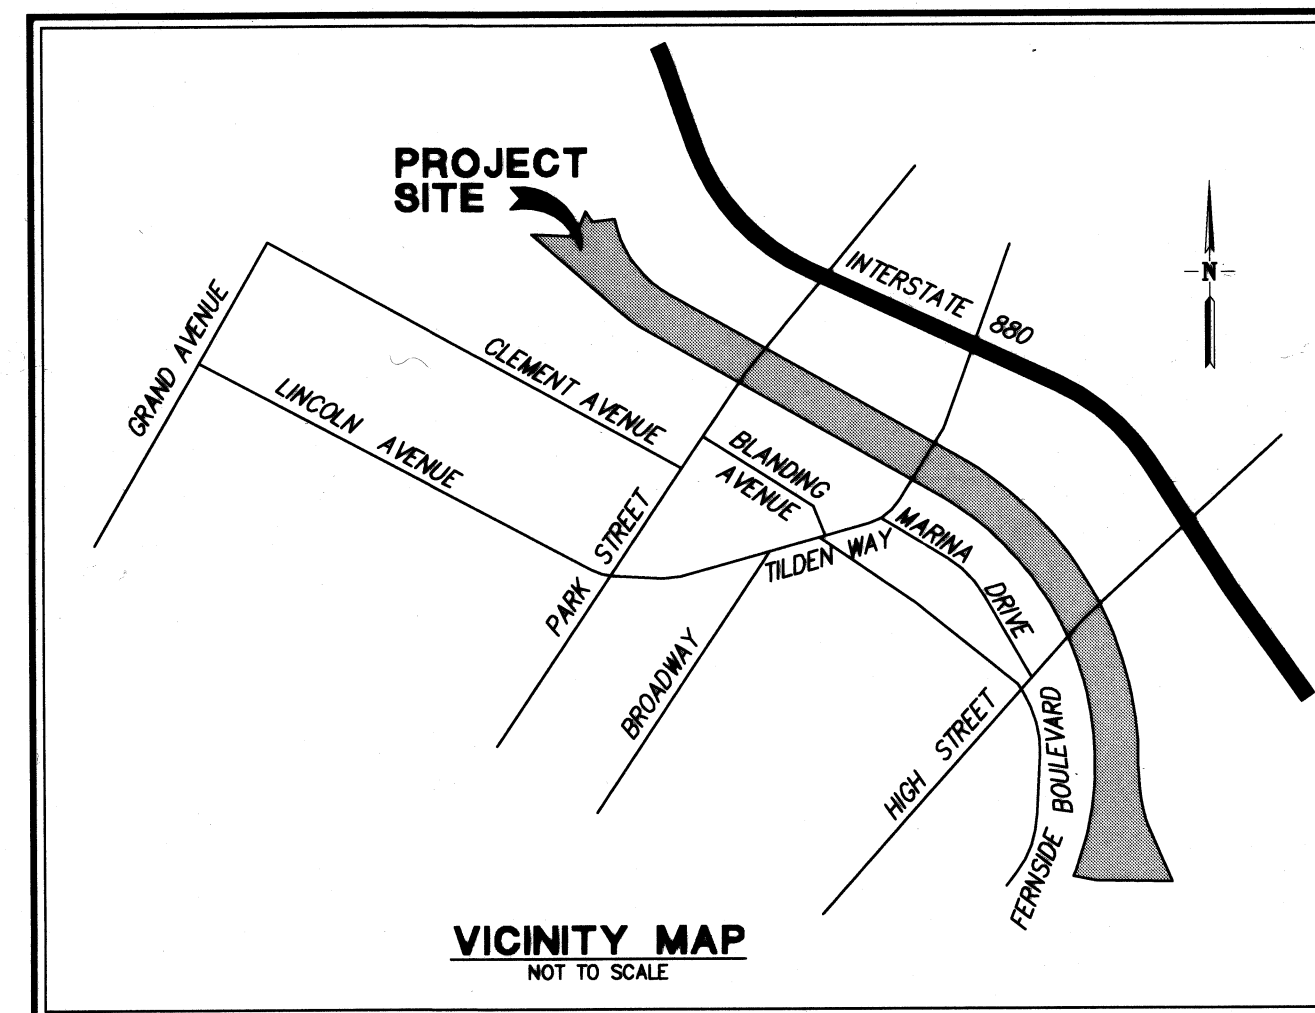 PROJECT
SITE
INTERSTATE 880
N
GRAND AVENUE
CLEMENT AVENUE
LINCOLN AVENUE
BLANDING
AVENUE
PARK STREET
MARINA DRIVE
TILDEN WAY
BROADWAY
HIGH STREET
FERNSIDE BOULEVARD
VICINITY MAP
NOT TO SCALE